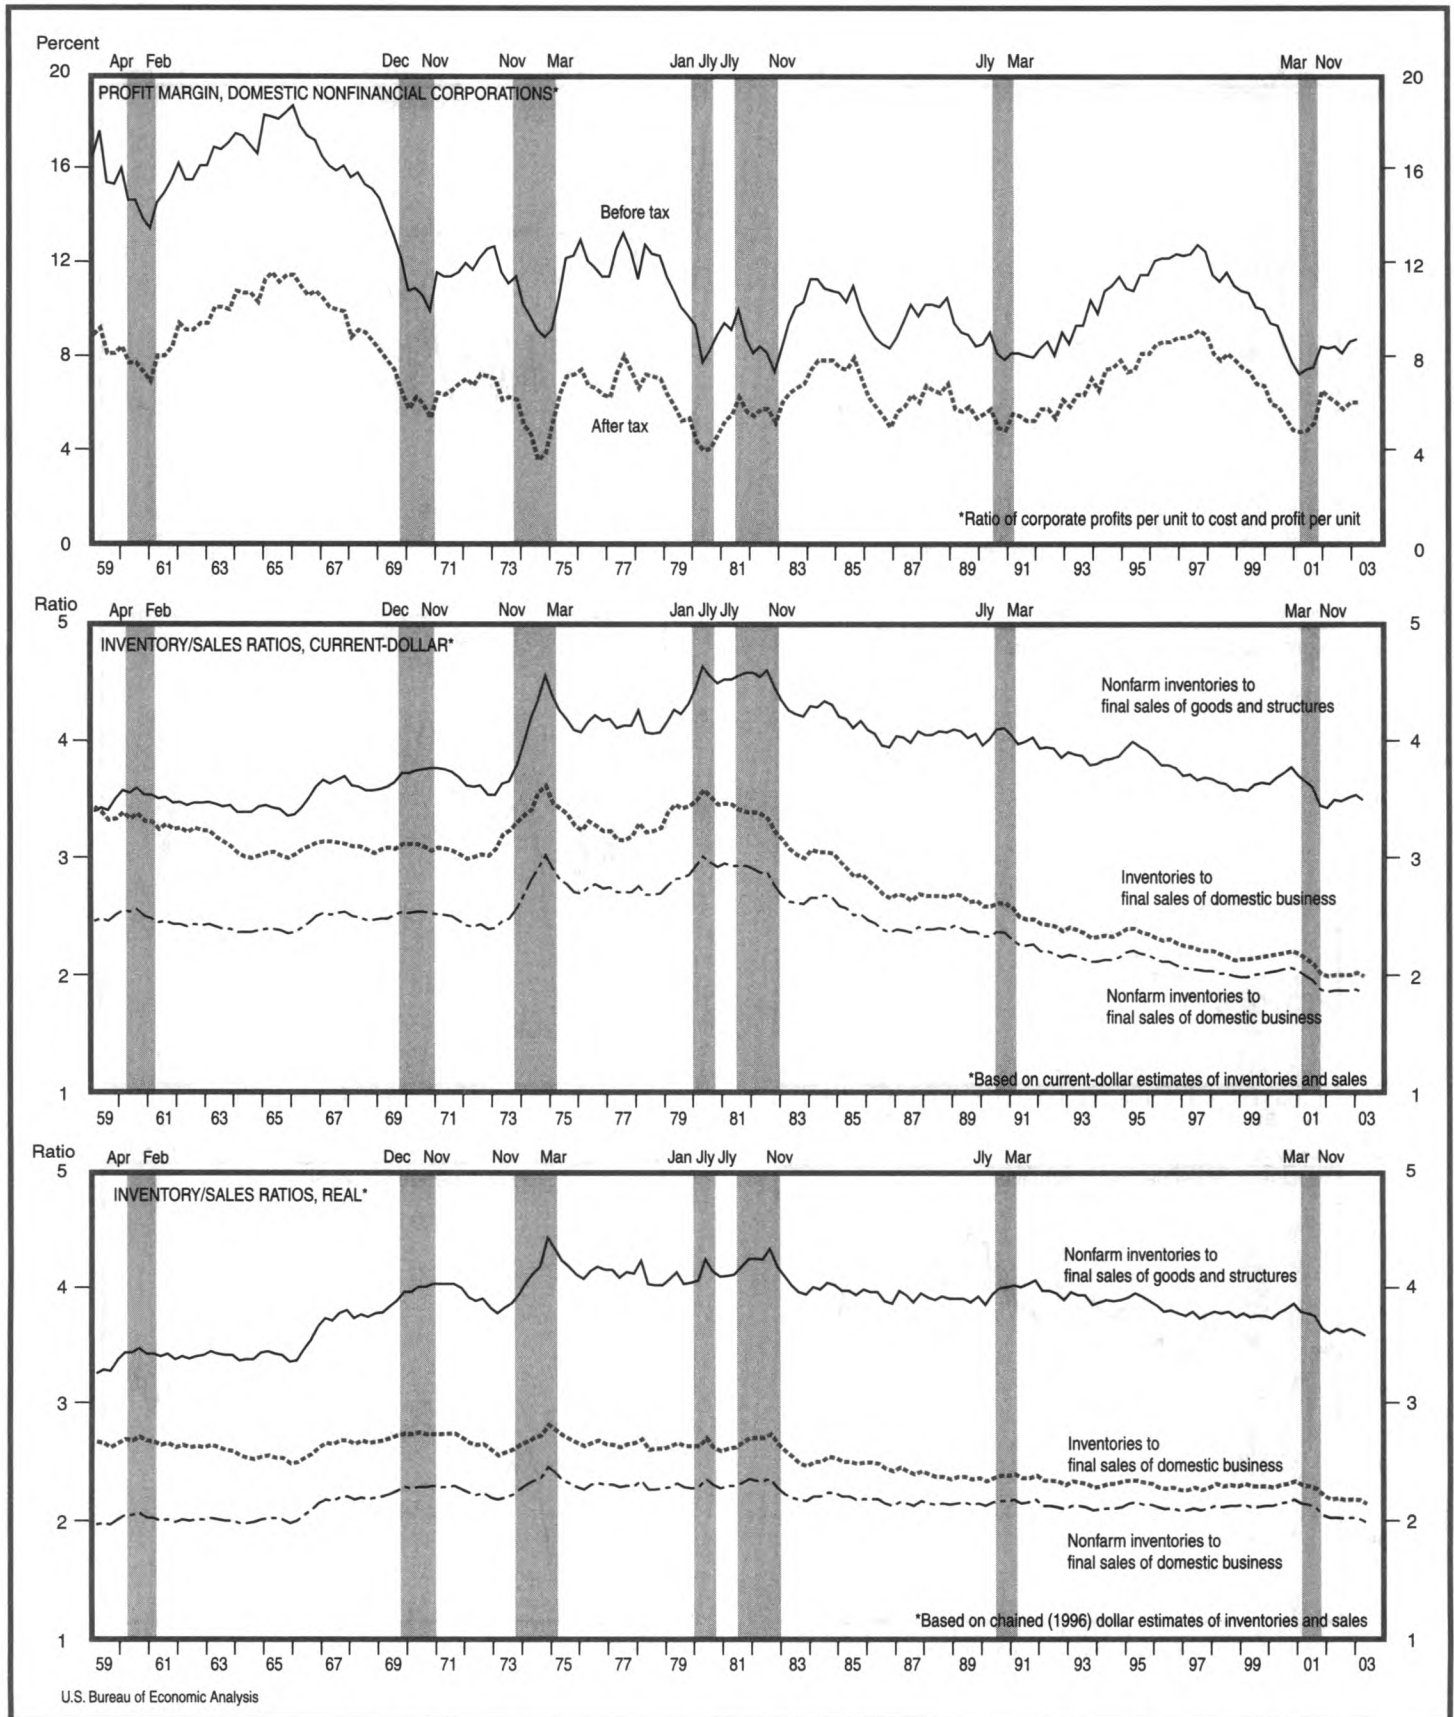 Percent
Apr Feb Dec Nov Nov Mar Jan Jly Jly Nov Jly Mar Mar Nov
20 20
PROFIT MARGIN, DOMESTIC NONFINANCIAL CORPORATIONS*
16 16
Before tax
12 12
8 8
After tax
4 4
*Ratio of corporate profits per unit to cost and profit per unit
0 0
59 61 63 65 67 69 71 73 75 77 79 81 83 85 87 89 91 93 95 97 99 01 03
Ratio
Apr Feb Dec Nov Nov Mar Jan Jly Jly Nov Jly Mar Mar Nov
5 5
INVENTORY/SALES RATIOS, CURRENT-DOLLAR*
Nonfarm inventories to
final sales of goods and structures
4 4
3 3
Inventories to
final sales of domestic business
2 2
Nonfarm inventories to
final sales of domestic business
*Based on current-dollar estimates of inventories and sales
1 1
59 61 63 65 67 69 71 73 75 77 79 81 83 85 87 89 91 93 95 97 99 01 03
Ratio
Apr Feb Dec Nov Nov Mar Jan Jly Jly Nov Jly Mar Mar Nov
5 5
INVENTORY/SALES RATIOS, REAL*
Nonfarm inventories to
final sales of goods and structures
4 4
3 3
Inventories to
final sales of domestic business
2 2
Nonfarm inventories to
final sales of domestic business
*Based on chained (1996) dollar estimates of inventories and sales
1 1
59 61 63 65 67 69 71 73 75 77 79 81 83 85 87 89 91 93 95 97 99 01 03
U.S. Bureau of Economic Analysis